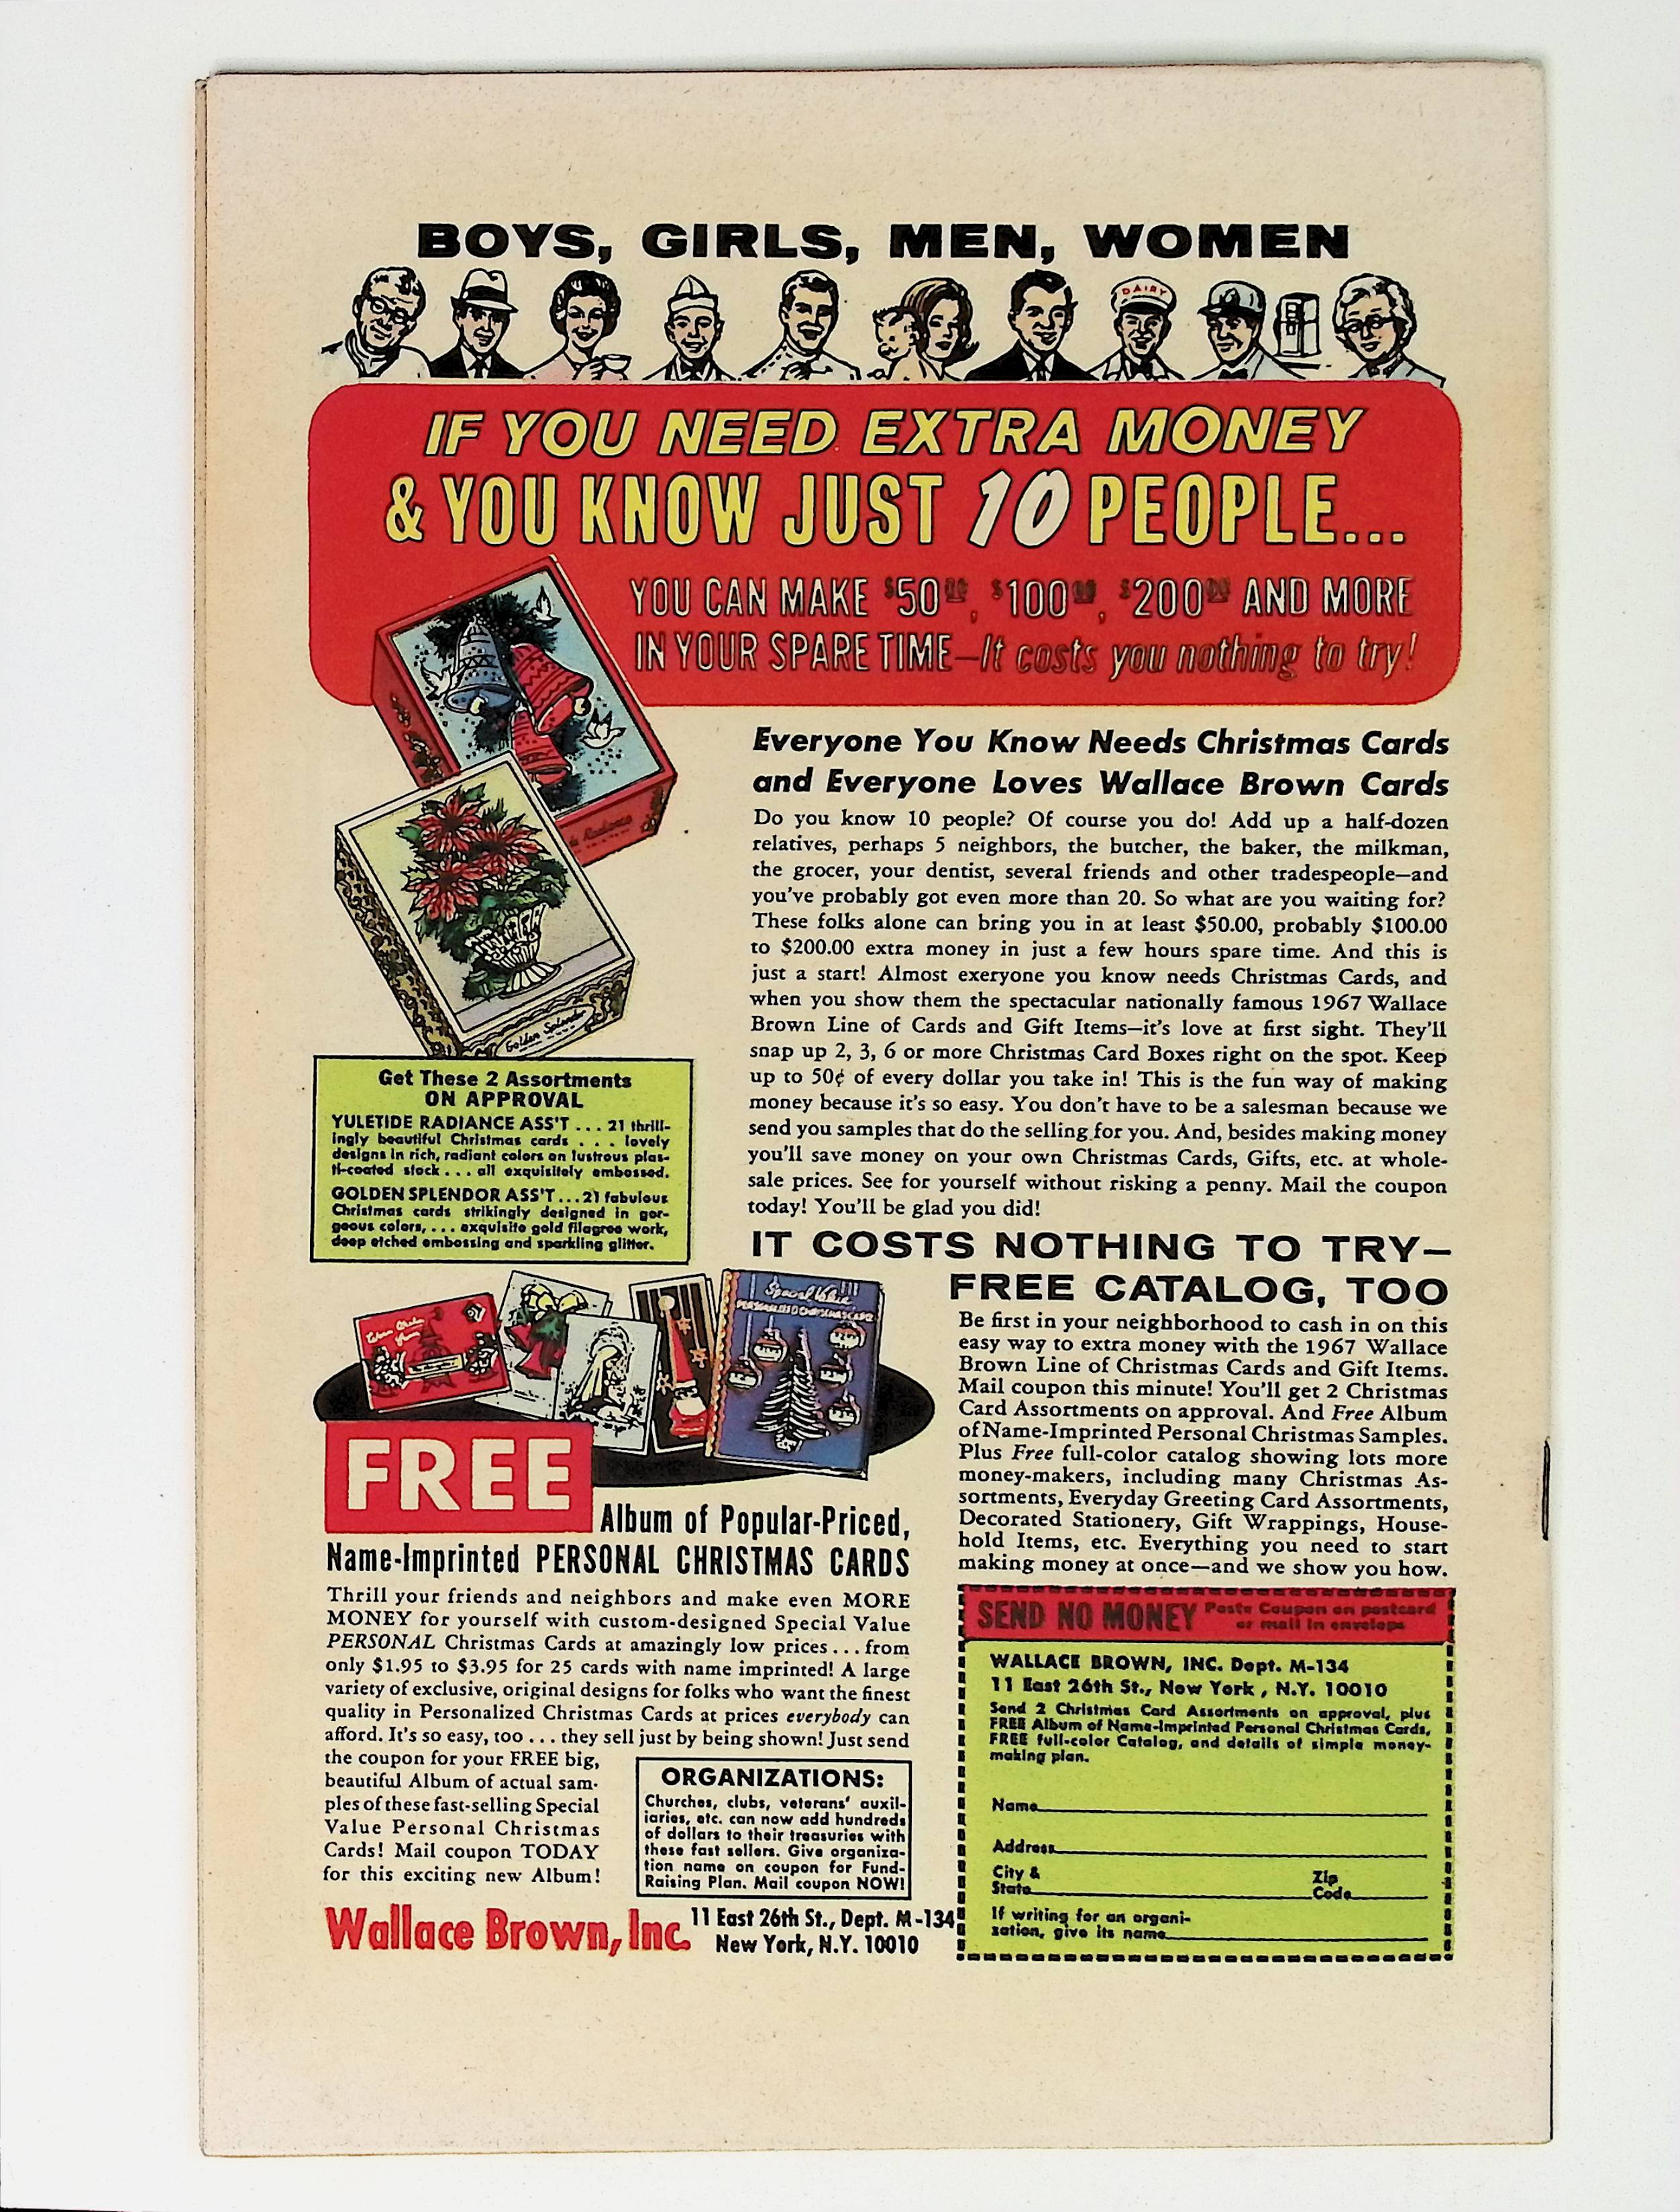 BOYS, GIRLS, MEN, WOMEN
DAIRY
IF YOU NEED EXTRA MONEY
& YOU KNOW JUST 10 PEOPLE...
YOU CAN MAKE $50.00, $100.00, $200.00 AND MORE
IN YOUR SPARE TIME—It costs you nothing to try!
Radiance
Golden Splendor
Everyone You Know Needs Christmas Cards
and Everyone Loves Wallace Brown Cards
Do you know 10 people? Of course you do! Add up a half-dozen
relatives, perhaps 5 neighbors, the butcher, the baker, the milkman,
the grocer, your dentist, several friends and other tradespeople—and
you've probably got even more than 20. So what are you waiting for?
These folks alone can bring you in at least $50.00, probably $100.00
to $200.00 extra money in just a few hours spare time. And this is
just a start! Almost exeryone you know needs Christmas Cards, and
when you show them the spectacular nationally famous 1967 Wallace
Brown Line of Cards and Gift Items—it's love at first sight. They'll
snap up 2, 3, 6 or more Christmas Card Boxes right on the spot. Keep
up to 50¢ of every dollar you take in! This is the fun way of making
money because it's so easy. You don't have to be a salesman because we
send you samples that do the selling for you. And, besides making money
you'll save money on your own Christmas Cards, Gifts, etc. at whole-
sale prices. See for yourself without risking a penny. Mail the coupon
today! You'll be glad you did!
Get These 2 Assortments
ON APPROVAL
YULETIDE RADIANCE ASS'T ... 21 thrill-
ingly beautiful Christmas cards . . . lovely
designs in rich, radiant colors on lustrous plas-
ti-coated stock . . . all exquisitely embossed.
GOLDEN SPLENDOR ASS'T...21 fabulous
Christmas cards strikingly designed in gor-
geous colors, . . . exquisite gold filagree work,
deep etched embossing and sparkling glitter.
IT COSTS NOTHING TO TRY—
FREE CATALOG, TOO
Be first in your neighborhood to cash in on this
easy way to extra money with the 1967 Wallace
Brown Line of Christmas Cards and Gift Items.
Mail coupon this minute! You'll get 2 Christmas
Card Assortments on approval. And Free Album
of Name-Imprinted Personal Christmas Samples.
Plus Free full-color catalog showing lots more
money-makers, including many Christmas As-
sortments, Everyday Greeting Card Assortments,
Decorated Stationery, Gift Wrappings, House-
hold Items, etc. Everything you need to start
making money at once—and we show you how.
Special Value
PERSONALIZED CHRISTMAS CARDS
FREE
Album of Popular-Priced,
Name-Imprinted PERSONAL CHRISTMAS CARDS
Thrill your friends and neighbors and make even MORE
MONEY for yourself with custom-designed Special Value
PERSONAL Christmas Cards at amazingly low prices . . . from
only $1.95 to $3.95 for 25 cards with name imprinted! A large
variety of exclusive, original designs for folks who want the finest
quality in Personalized Christmas Cards at prices everybody can
afford. It's so easy, too . . . they sell just by being shown! Just send
the coupon for your FREE big,
beautiful Album of actual sam-
ples of these fast-selling Special
Value Personal Christmas
Cards! Mail coupon TODAY
for this exciting new Album!
ORGANIZATIONS:
Churches, clubs, veterans' auxil-
iaries, etc. can now add hundreds
of dollars to their treasuries with
these fast sellers. Give organiza-
tion name on coupon for Fund-
Raising Plan. Mail coupon NOW!
Wallace Brown, Inc. 11 East 26th St., Dept. M-134
New York, N.Y. 10010
SEND NO MONEY Paste Coupon on postcard
or mail in envelope
WALLACE BROWN, INC. Dept. M-134
11 East 26th St., New York , N.Y. 10010
Send 2 Christmas Card Assortments on approval, plus
FREE Album of Name-Imprinted Personal Christmas Cards,
FREE full-color Catalog, and details of simple money-
making plan.
Name
Address
City & State Zip Code
If writing for an organi-
zation, give its name